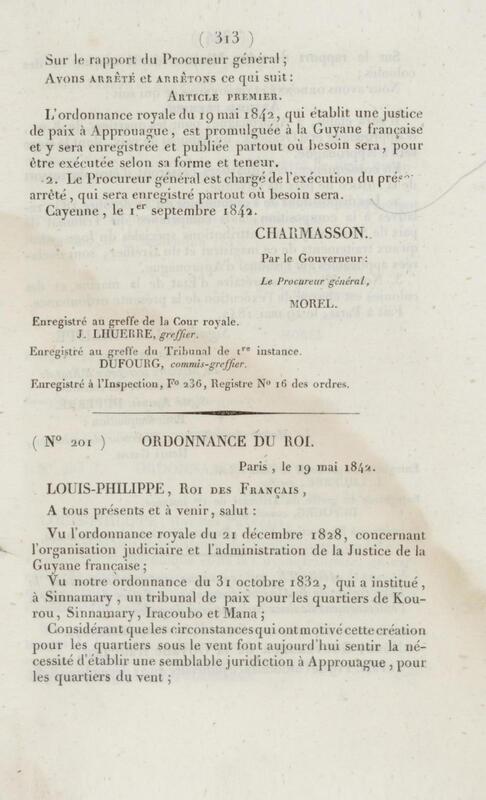 ( 313 )
Sur le rapport du Procureur général ;
Avons ARRÊTÉ et ARRÊTONS ce qui suit :
ARTICLE PREMIER.
L'ordonnance royale du 19 mai 1842, qui établit une justice
de paix à Approuague, est promulguée à la Guyane française
et y sera enregistrée et publiée partout où besoin sera, pour
être exécutée selon sa forme et teneur.
2. Le Procureur général est chargé de l'exécution du
arrêté, qui sera enregistré partout où besoin sera.
Cayenne, le 1er septembre 1842.
CHARMASSON.
Par le Gouverneur :
Le Procureur général,
MOREL.
Enregistré au greffe de la Cour royale.
J. LHUERRE, greffier.
Enregistré au greffe du Tribunal de 1re instance.
DUFOURG, commis-greffier.
Enregistré à l'Inspection, Fo 236, Registre No 16 des ordres.
( No 201 ) ORDONNANCE DU ROI.
Paris, le 19 mai 1842.
LOUIS-PHILIPPE, ROI DES FRANÇAIS,
A tous présents et à venir, salut :
Vu l'ordonnance royale du 21 décembre 1828, concernant
l'organisation judiciaire et l'administration de la Justice de la
Guyane française ;
Vu notre ordonnance du 31 octobre 1832, qui a institué,
à Sinnamary, un tribunal de paix pour les quartiers de Kou-
rou, Sinnamary, Iracoubo et Mana ;
Considérant que les circonstances qui ont motivé cette création
pour les quartiers sous le vent font aujourd'hui sentir la né-
cessité d'établir une semblable juridiction à Approuague, pour
les quartiers du vent ;